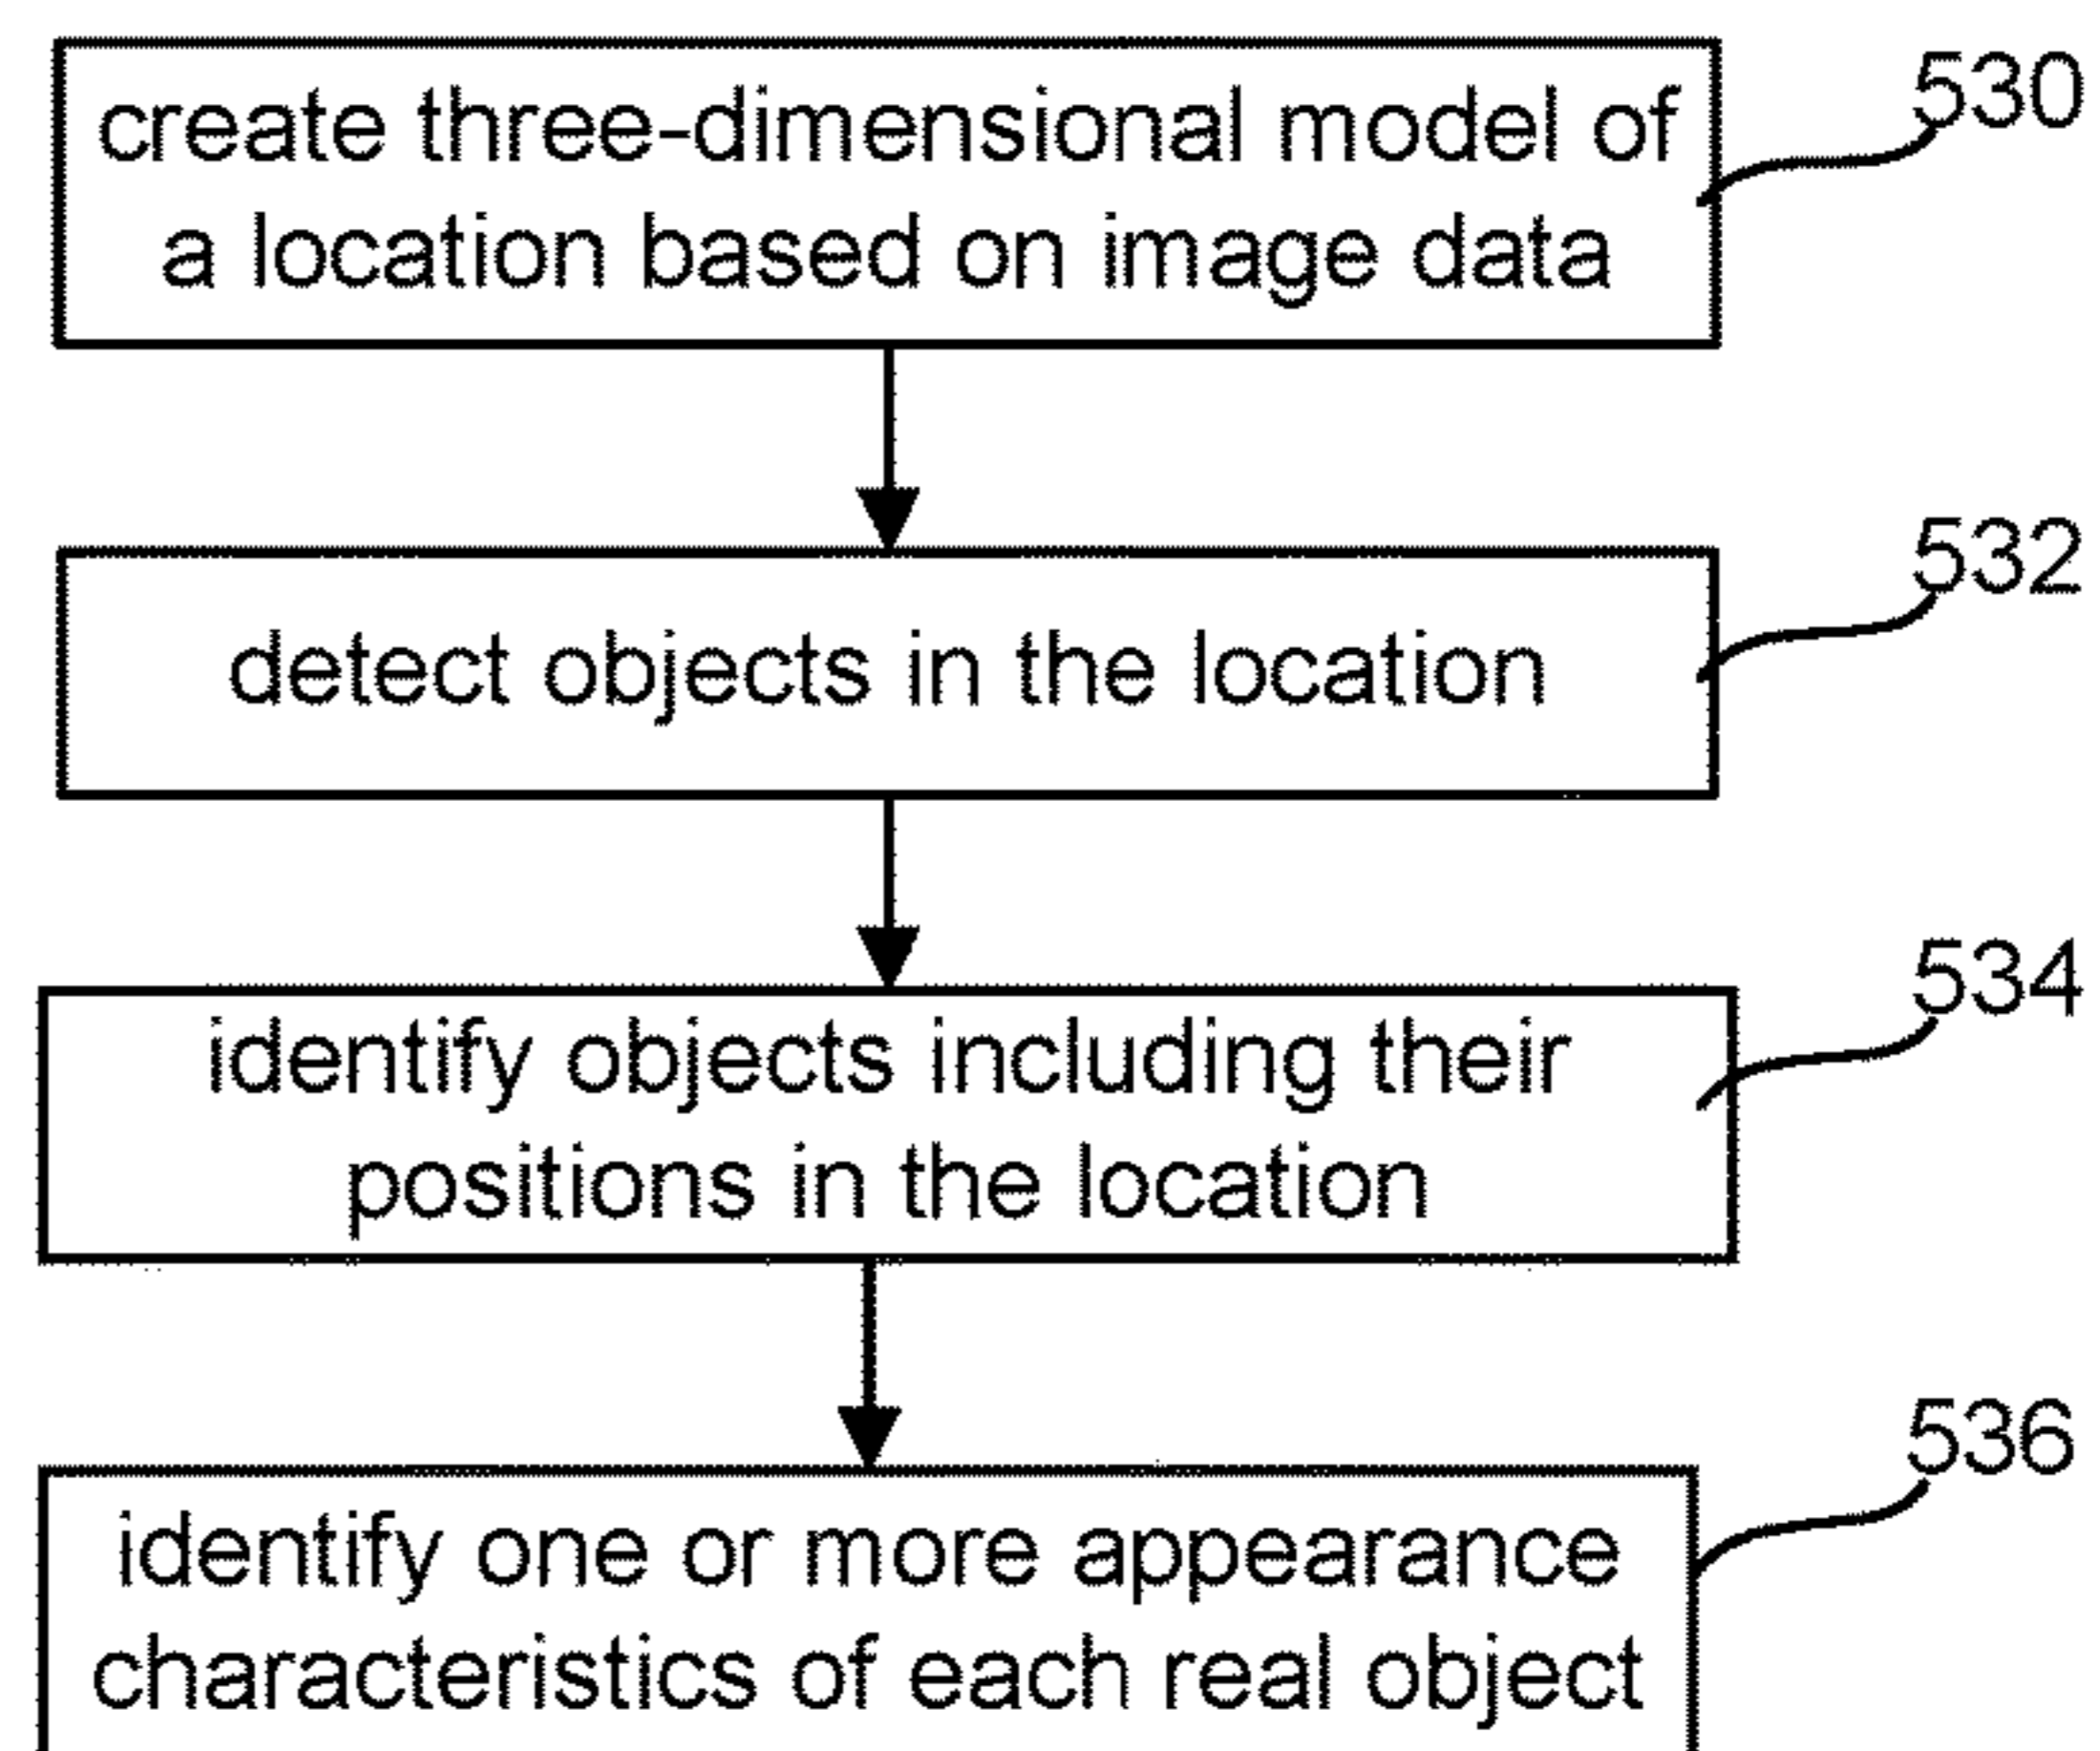 create three-dimensional model of
a location based on image data
530
detect objects in the location
532
identify objects including their
positions in the location
534
identify one or more appearance
characteristics of each real object
536